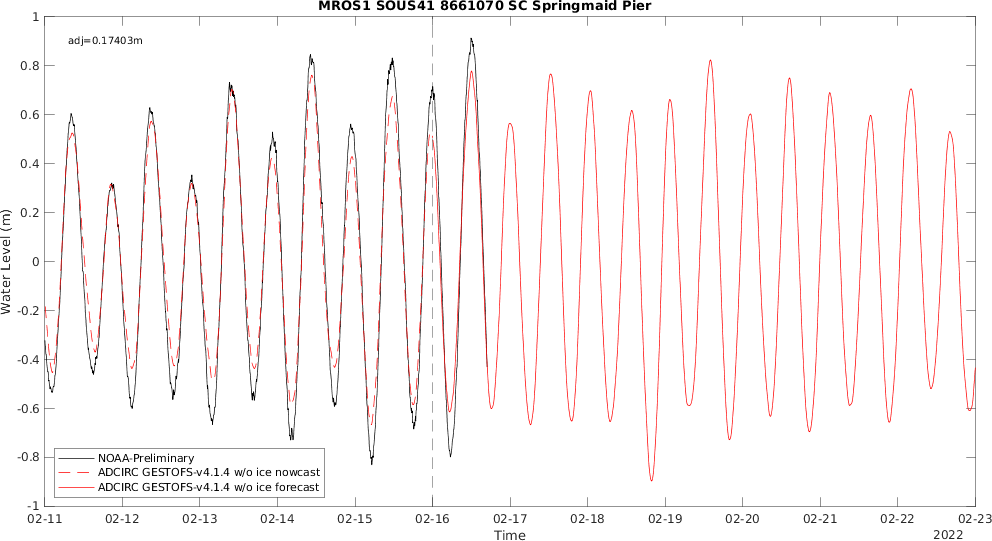 MROS1 SOUS41 8661070 SC Springmaid Pier
adj=0.17403m
1
0.8
0.6
0.4
0.2
0
-0.2
-0.4
-0.6
-0.8
-1
Water Level (m)
NOAA-Preliminary
ADCIRC GESTOFS-v4.1.4 w/o ice nowcast
ADCIRC GESTOFS-v4.1.4 w/o ice forecast
02-11 02-12 02-13 02-14 02-15 02-16 02-17 02-18 02-19 02-20 02-21 02-22 02-23
Time
2022